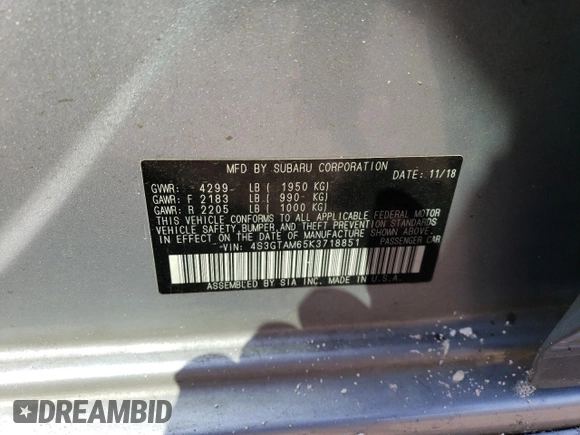 MFD BY SUBARU CORPORATION
DATE: 11/18
GVWR: 4299 LB ( 1950 KG)
GAWR: F 2183 LB ( 990 KG)
GAWR: R 2205 LB ( 1000 KG)
THIS VEHICLE CONFORMS TO ALL APPLICABLE FEDERAL MOTOR
VEHICLE SAFETY,BUMPER, AND THEFT PREVENTION STANDARDS
IN EFFECT ON THE DATE OF MANUFACTURE SHOWN ABOVE.
-VIN: 4S3GTAM65K3718851 PASSENGER CAR
ASSEMBLED BY SIA INC. MADE IN U.S.A.
DREAMBID